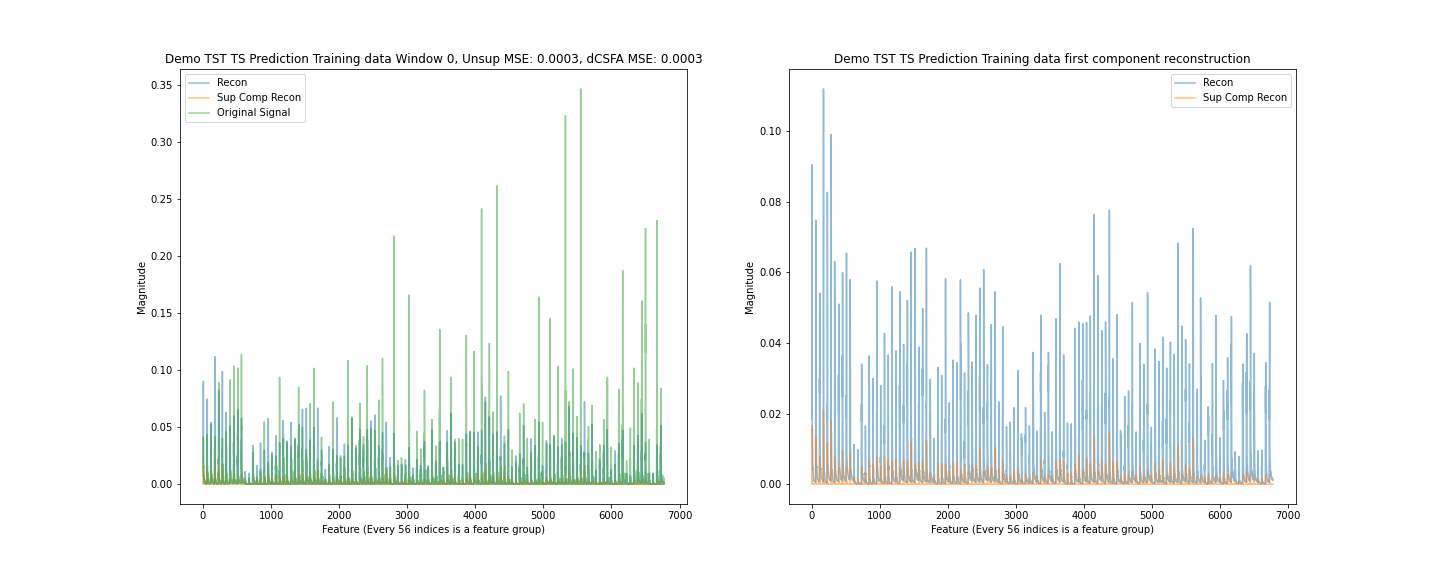 Demo TST TS Prediction Training data Window 0, Unsup MSE: 0.0003, dCSFA MSE: 0.0003
Recon
Sup Comp Recon
Original Signal
0.35
0.30
0.25
0.20
0.15
0.10
0.05
0.00
Magnitude
0 1000 2000 3000 4000 5000 6000 7000
Feature (Every 56 indices is a feature group)
Demo TST TS Prediction Training data first component reconstruction
Recon
Sup Comp Recon
0.10
0.08
0.06
0.04
0.02
0.00
Magnitude
0 1000 2000 3000 4000 5000 6000 7000
Feature (Every 56 indices is a feature group)